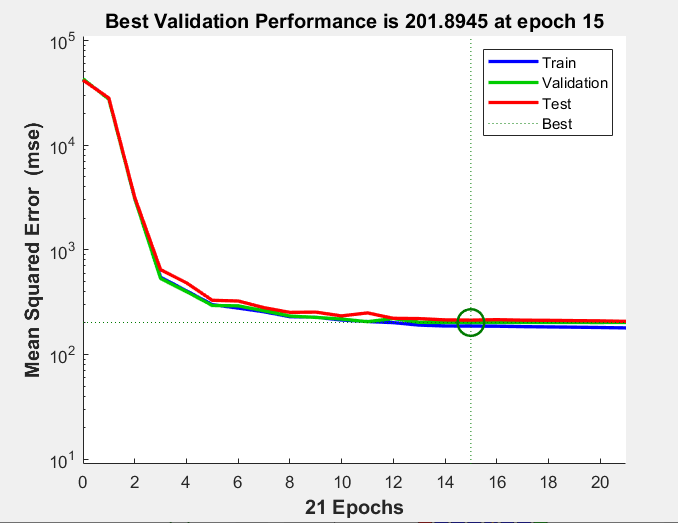 Best Validation Performance is 201.8945 at epoch 15
Mean Squared Error (mse)
10^5
10^4
10^3
10^2
10^1
Train
Validation
Test
Best
0 2 4 6 8 10 12 14 16 18 20
21 Epochs